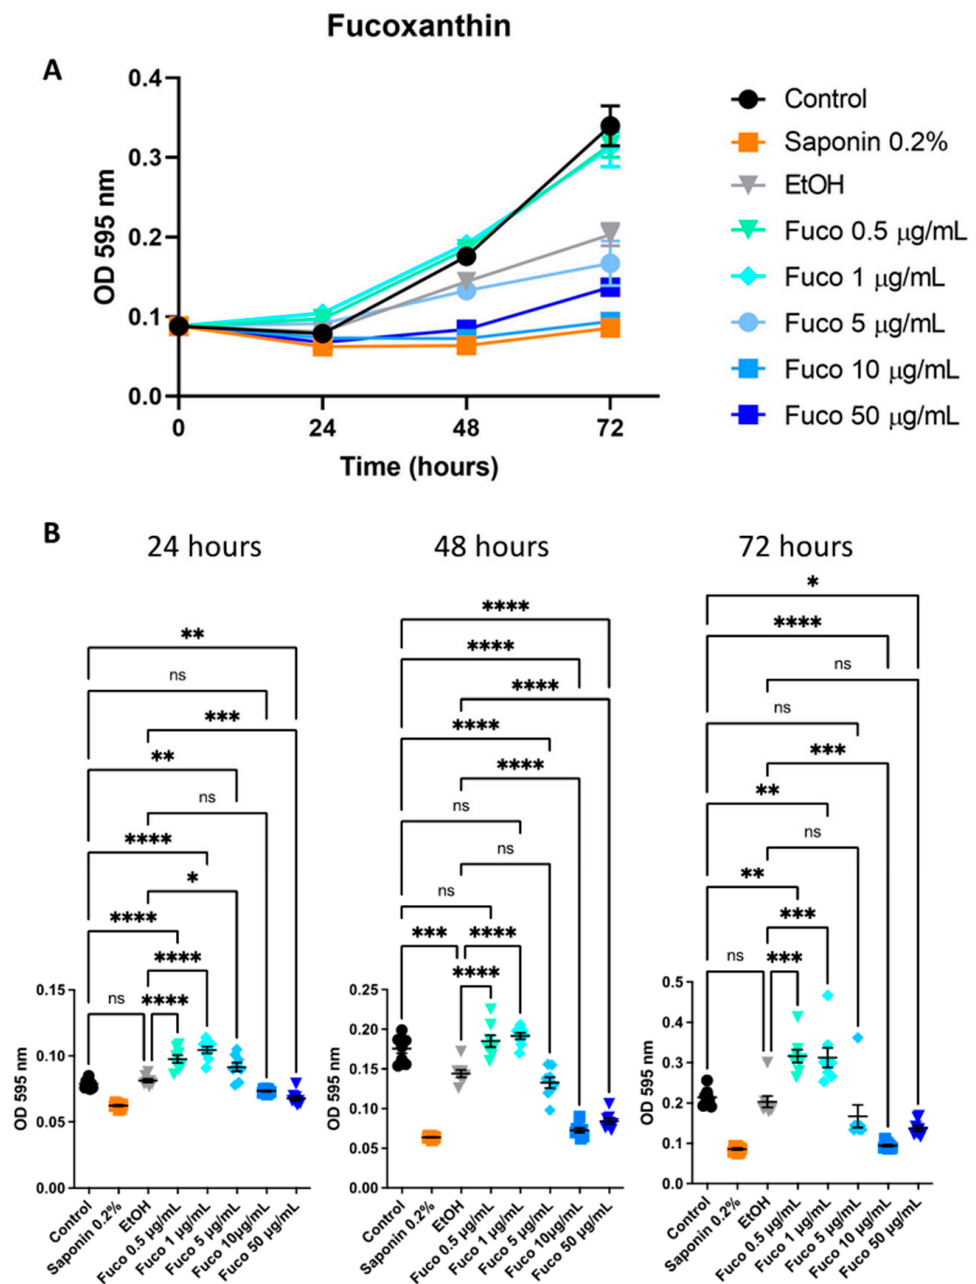 Fucoxanthin
A
0.4
0.3
0.2
0.1
0.0
OD 595 nm
0 24 48 72
Time (hours)
Control
Saponin 0.2%
EtOH
Fuco 0.5 μg/mL
Fuco 1 μg/mL
Fuco 5 μg/mL
Fuco 10 μg/mL
Fuco 50 μg/mL
B
24 hours
**
ns
***
**
ns
****
*
****
****
ns ****
0.15
0.10
0.05
0.00
OD 595 nm
Control
Saponin 0.2%
EtOH
Fuco 0.5 μg/mL
Fuco 1 μg/mL
Fuco 5 μg/mL
Fuco 10μg/mL
Fuco 50 μg/mL
48 hours
****
****
****
****
****
ns
ns
ns
*** ****
****
0.25
0.20
0.15
0.10
0.05
0.00
OD 595 nm
Control
Saponin 0.2%
EtOH
Fuco 0.5 μg/mL
Fuco 1 μg/mL
Fuco 5 μg/mL
Fuco 10μg/mL
Fuco 50 μg/mL
72 hours
*
****
ns
ns
***
**
ns
**
***
ns ***
0.5
0.4
0.3
0.2
0.1
0.0
OD 595 nm
Control
Saponin 0.2%
EtOH
Fuco 0.5 μg/mL
Fuco 1 μg/mL
Fuco 5 μg/mL
Fuco 10 μg/mL
Fuco 50 μg/mL